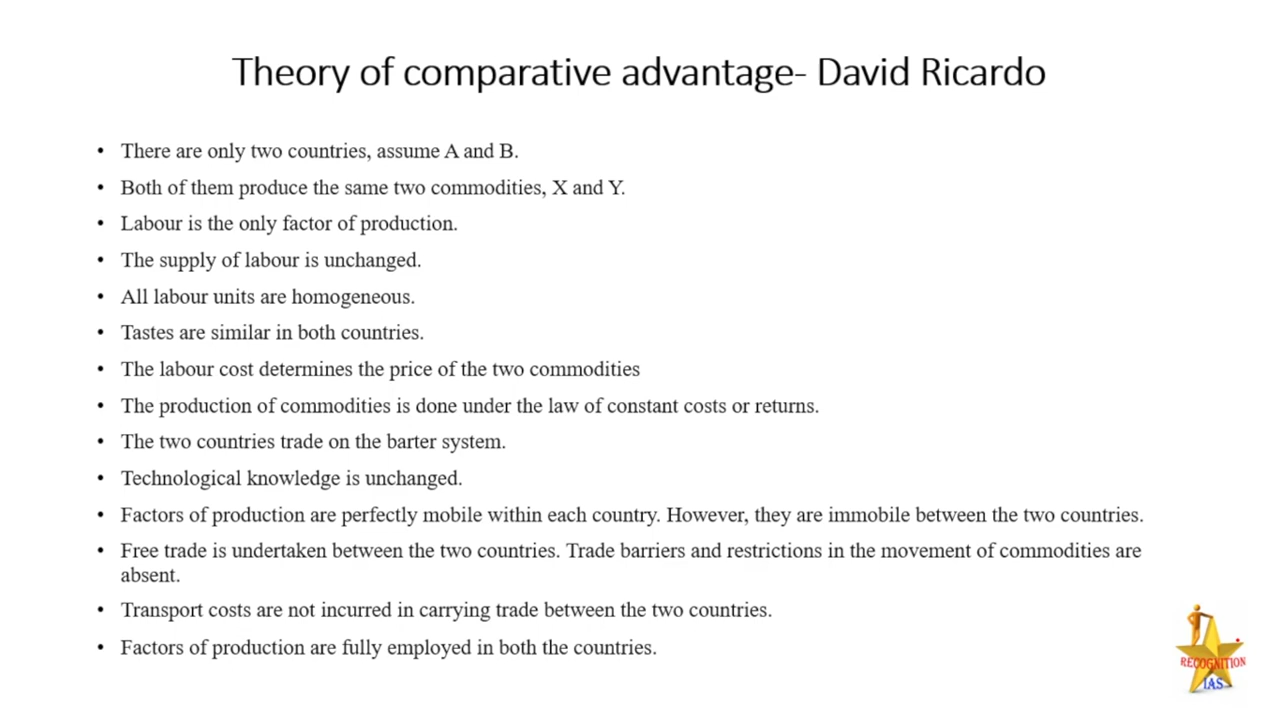 Theory of comparative advantage- David Ricardo
• There are only two countries, assume A and B.
• Both of them produce the same two commodities, X and Y.
• Labour is the only factor of production.
• The supply of labour is unchanged.
• All labour units are homogeneous.
• Tastes are similar in both countries.
• The labour cost determines the price of the two commodities
• The production of commodities is done under the law of constant costs or returns.
• The two countries trade on the barter system.
• Technological knowledge is unchanged.
• Factors of production are perfectly mobile within each country. However, they are immobile between the two countries.
• Free trade is undertaken between the two countries. Trade barriers and restrictions in the movement of commodities are
absent.
• Transport costs are not incurred in carrying trade between the two countries.
• Factors of production are fully employed in both the countries.
RECOGNITION
IAS